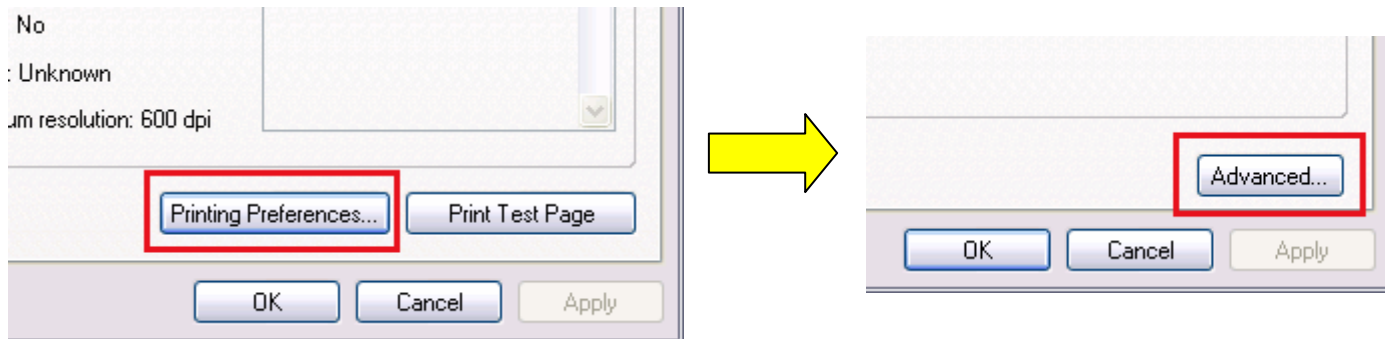 No
: Unknown
um resolution: 600 dpi
Printing Preferences... Print Test Page
OK Cancel Apply
Advanced...
OK Cancel Apply